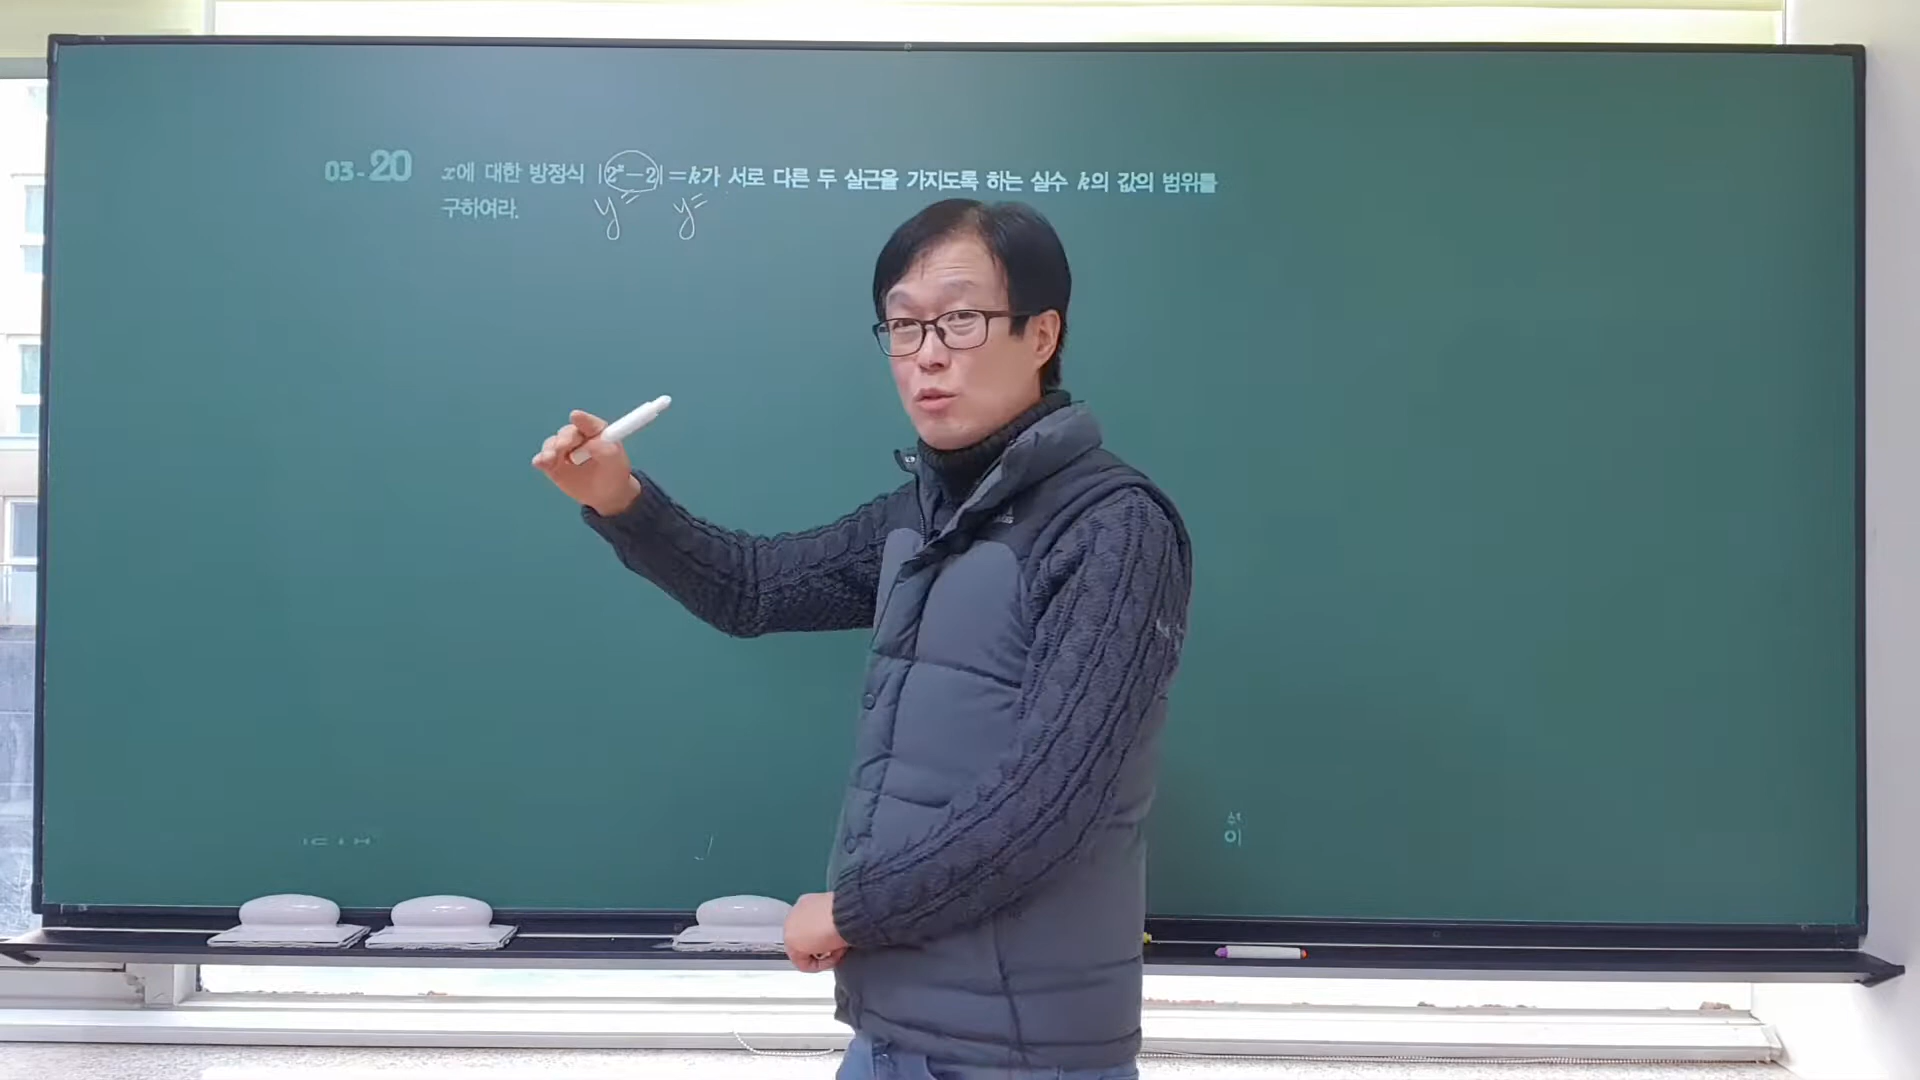 03-20 x에 대한 방정식 |2ˣ-2|=k가 서로 다른 두 실근을 가지도록 하는 실수 k의 값의 범위를
구하여라.
y= y=